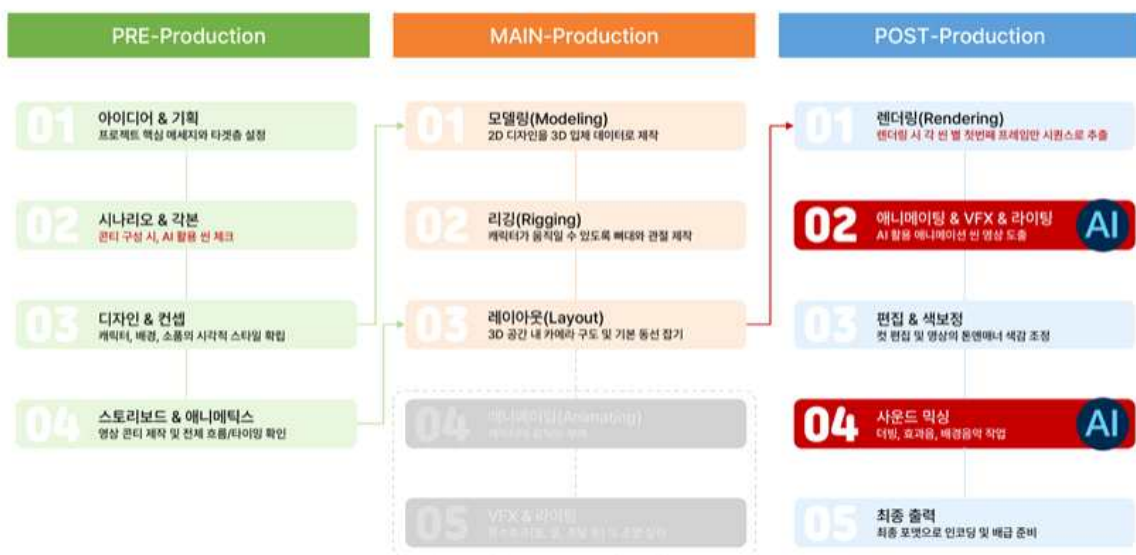 PRE-Production
01
아이디어 & 기획
프로젝트 핵심 메세지와 타겟층 설정
02
시나리오 & 각본
콘티 구성 시, AI 활용 씬 체크
03
디자인 & 컨셉
캐릭터, 배경, 소품의 시각적 스타일 확립
04
스토리보드 & 애니메틱스
영상 콘티 제작 및 전체 흐름/타이밍 확인
MAIN-Production
01
모델링(Modeling)
2D 디자인을 3D 입체 데이터로 제작
02
리깅(Rigging)
캐릭터가 움직일 수 있도록 뼈대와 관절 제작
03
레이아웃(Layout)
3D 공간 내 카메라 구도 및 기본 동선 잡기
04
애니메이팅(Animating)
05
VFX & 라이팅
POST-Production
01
렌더링(Rendering)
렌더링 시 각 씬 별 첫번째 프레임만 시퀀스로 추출
02
애니메이팅 & VFX & 라이팅
AI 활용 애니메이션 씬 영상 도출
AI
03
편집 & 색보정
컷 편집 및 영상의 톤앤매너 색감 조정
04
사운드 믹싱
더빙, 효과음, 배경음악 작업
AI
05
최종 출력
최종 포맷으로 인코딩 및 배급 준비